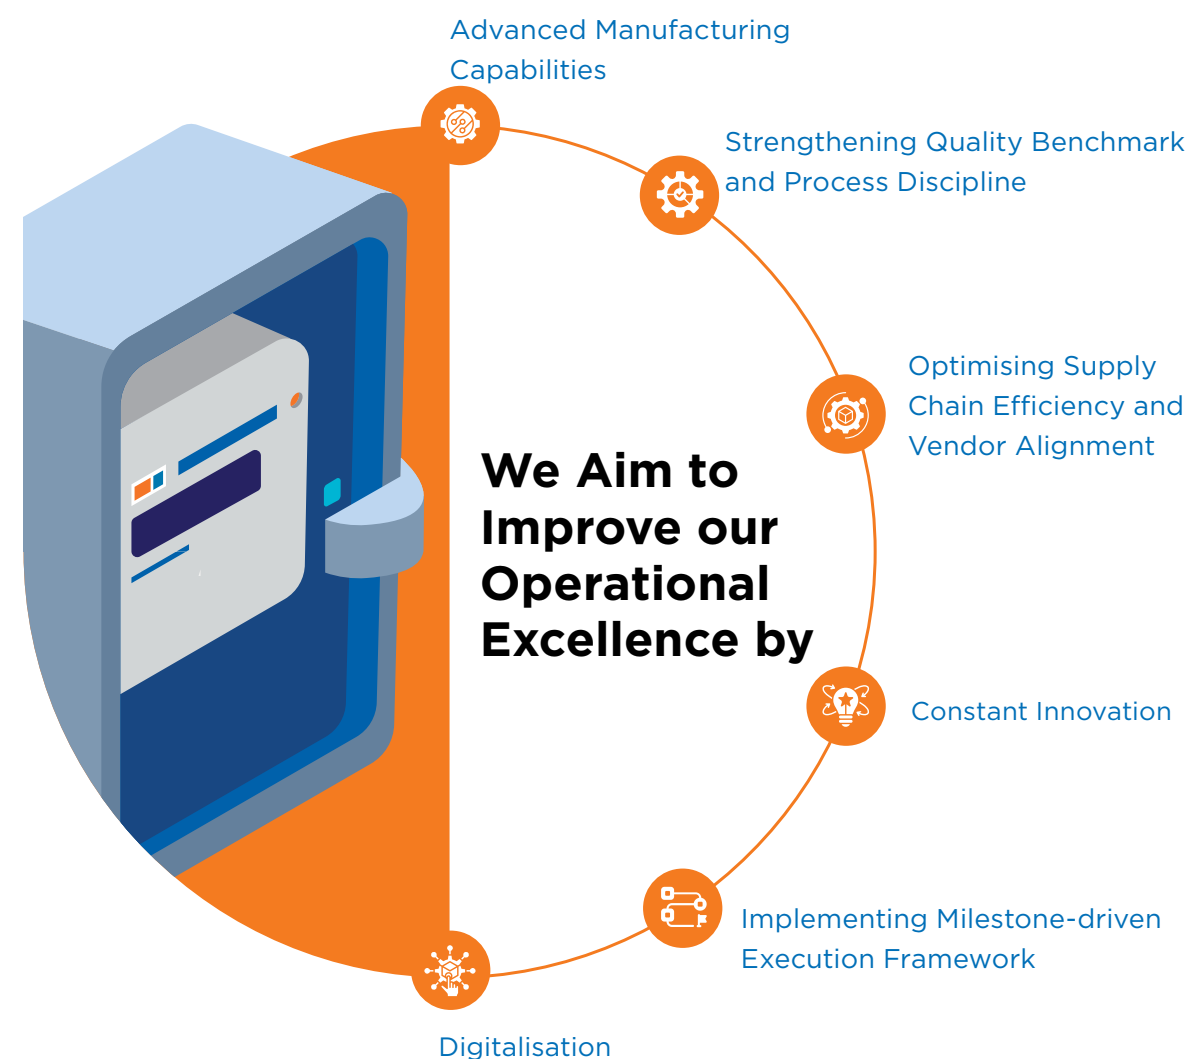 Advanced Manufacturing
Capabilities
Strengthening Quality Benchmark
and Process Discipline
Optimising Supply
Chain Efficiency and
Vendor Alignment
We Aim to
Improve our
Operational
Excellence by
Constant Innovation
Implementing Milestone-driven
Execution Framework
Digitalisation